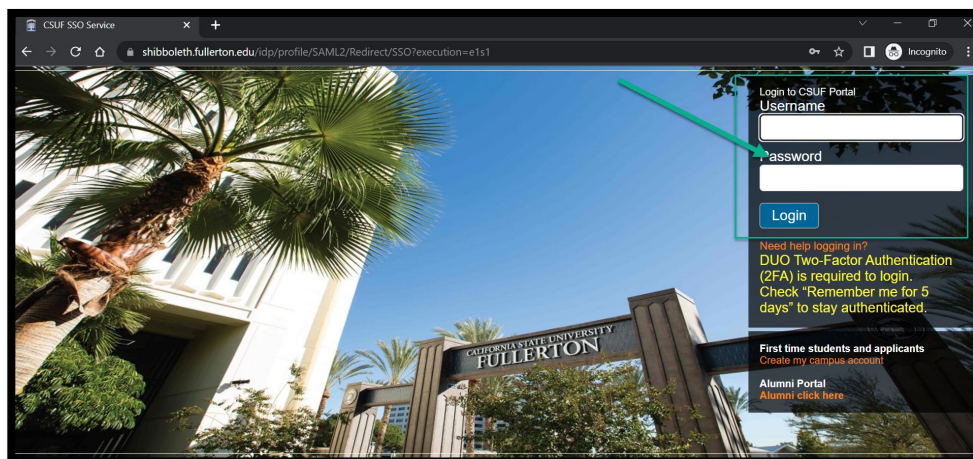 CSUF SSO Service
shibboleth.fullerton.edu/idp/profile/SAML2/Redirect/SSO?execution=e1s1
Incognito
Login to CSUF Portal
Username
Password
Login
Need help logging in?
DUO Two-Factor Authentication
(2FA) is required to login.
Check “Remember me for 5
days” to stay authenticated.
CALIFORNIA STATE UNIVERSITY
FULLERTON
First time students and applicants
Create my campus account
Alumni Portal
Alumni click here